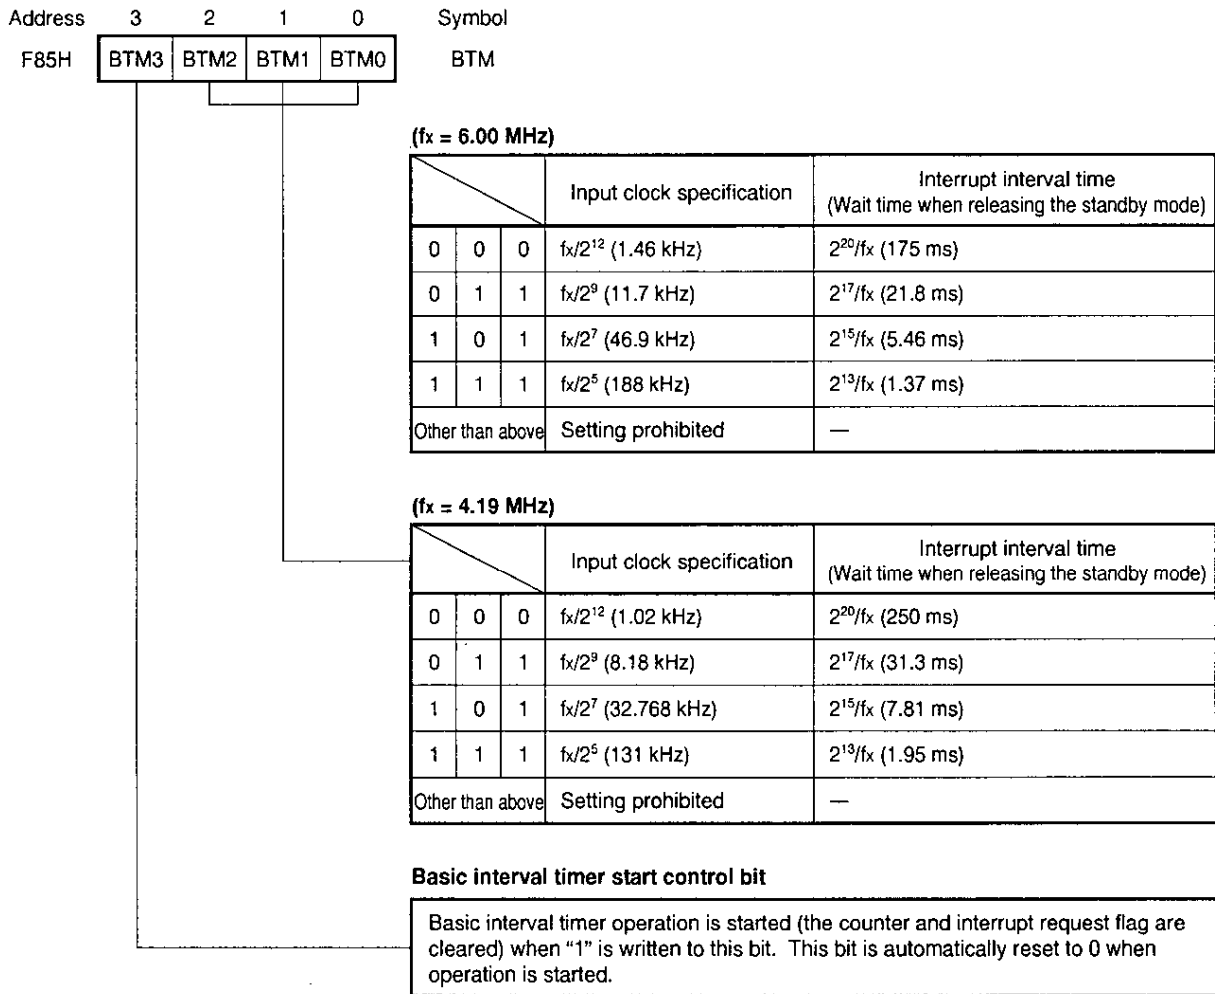 Address 3 2 1 0 Symbol
F85H BTM3 BTM2 BTM1 BTM0 BTM
(fx = 6.00 MHz)
Input clock specification Interrupt interval time
(Wait time when releasing the standby mode)
0 0 0 fx/2¹² (1.46 kHz) 2²⁰/fx (175 ms)
0 1 1 fx/2⁹ (11.7 kHz) 2¹⁷/fx (21.8 ms)
1 0 1 fx/2⁷ (46.9 kHz) 2¹⁵/fx (5.46 ms)
1 1 1 fx/2⁵ (188 kHz) 2¹³/fx (1.37 ms)
Other than above Setting prohibited —
(fx = 4.19 MHz)
Input clock specification Interrupt interval time
(Wait time when releasing the standby mode)
0 0 0 fx/2¹² (1.02 kHz) 2²⁰/fx (250 ms)
0 1 1 fx/2⁹ (8.18 kHz) 2¹⁷/fx (31.3 ms)
1 0 1 fx/2⁷ (32.768 kHz) 2¹⁵/fx (7.81 ms)
1 1 1 fx/2⁵ (131 kHz) 2¹³/fx (1.95 ms)
Other than above Setting prohibited —
Basic interval timer start control bit
Basic interval timer operation is started (the counter and interrupt request flag are
cleared) when “1” is written to this bit. This bit is automatically reset to 0 when
operation is started.